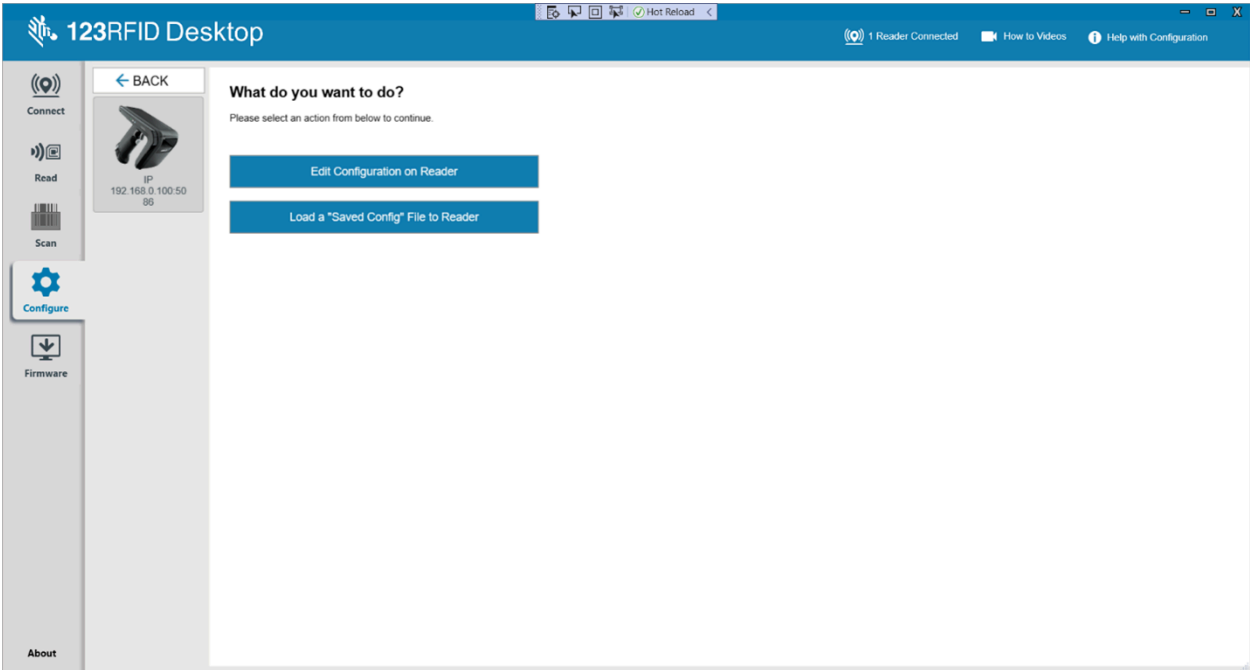 Hot Reload
123RFID Desktop
1 Reader Connected
How to Videos
Help with Configuration
Connect
Read
Scan
Configure
Firmware
About
BACK
IP
192.168.0.100:50
86
What do you want to do?
Please select an action from below to continue.
Edit Configuration on Reader
Load a "Saved Config" File to Reader